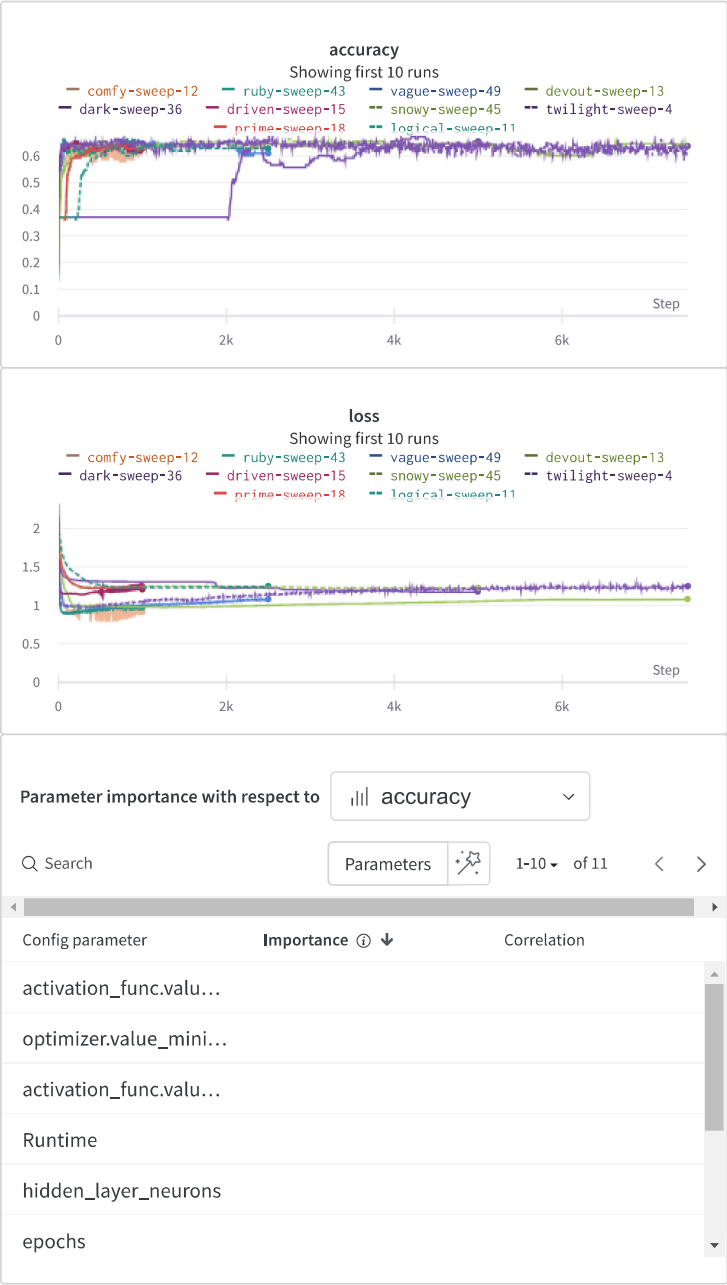 accuracy
Showing first 10 runs
comfy-sweep-12 ruby-sweep-43 vague-sweep-49 devout-sweep-13
dark-sweep-36 driven-sweep-15 snowy-sweep-45 twilight-sweep-4
prime-sweep-18 logical-sweep-11
0.6
0.5
0.4
0.3
0.2
0.1
0
Step
0 2k 4k 6k
loss
Showing first 10 runs
comfy-sweep-12 ruby-sweep-43 vague-sweep-49 devout-sweep-13
dark-sweep-36 driven-sweep-15 snowy-sweep-45 twilight-sweep-4
prime-sweep-18 logical-sweep-11
2
1.5
1
0.5
0
Step
0 2k 4k 6k
Parameter importance with respect to accuracy
Search Parameters 1-10 of 11
Config parameter Importance Correlation
activation_func.valu...
optimizer.value_mini...
activation_func.valu...
Runtime
hidden_layer_neurons
epochs